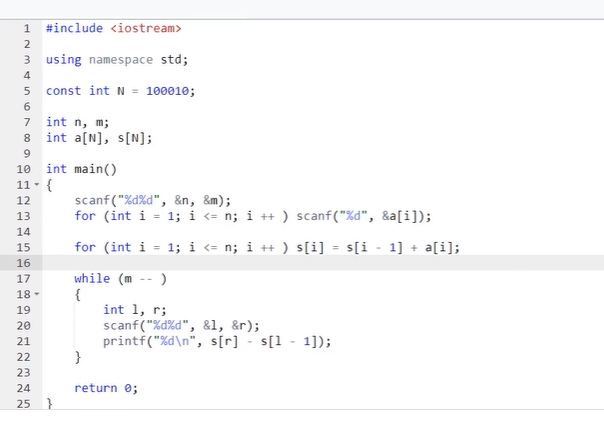 1 #include <iostream>
2
3 using namespace std;
4
5 const int N = 100010;
6
7 int n, m;
8 int a[N], s[N];
9
10 int main()
11 {
12     scanf("%d%d", &n, &m);
13     for (int i = 1; i <= n; i ++ ) scanf("%d", &a[i]);
14
15     for (int i = 1; i <= n; i ++ ) s[i] = s[i - 1] + a[i];
16
17     while (m -- )
18     {
19         int l, r;
20         scanf("%d%d", &l, &r);
21         printf("%d\n", s[r] - s[l - 1]);
22     }
23
24     return 0;
25 }